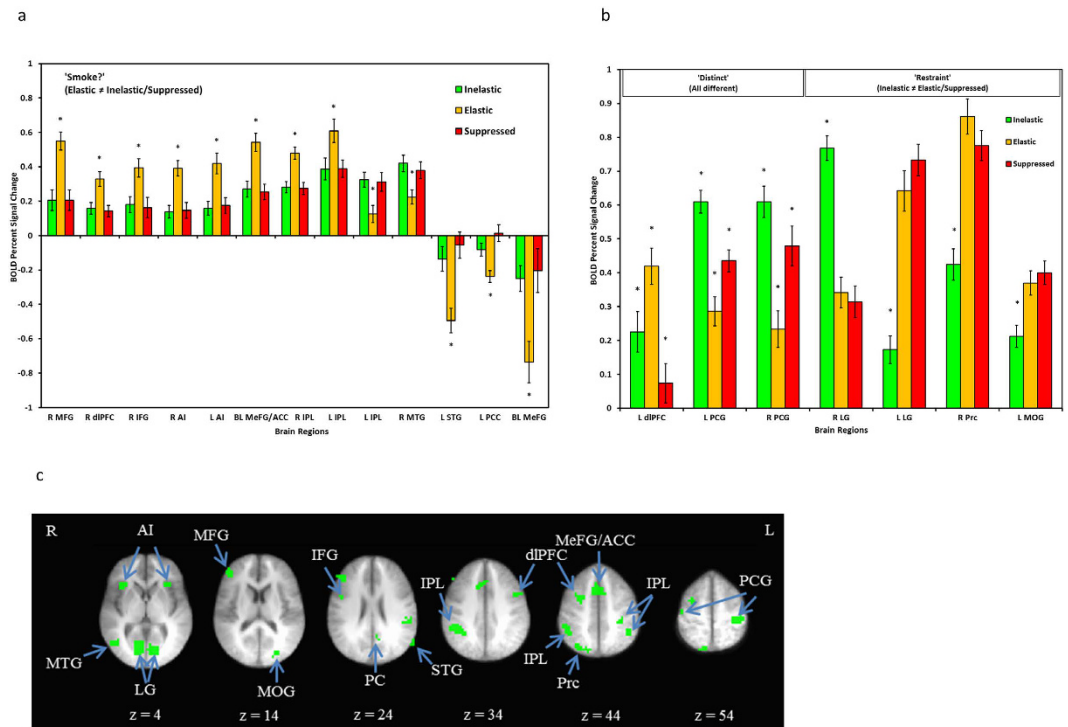 a
'Smoke?'
(Elastic ≠ Inelastic/Suppressed)
Inelastic
Elastic
Suppressed
BOLD Percent Signal Change
1
0.8
0.6
0.4
0.2
0
-0.2
-0.4
-0.6
-0.8
-1
* * * * * * * * * * * * *
R MFG R dlPFC R IFG R AI L AI BL MeFG/ACC R IPL L IPL L IPL R MTG L STG L PCC BL MeFG
Brain Regions
b
'Distinct'
(All different)
'Restraint'
(Inelastic ≠ Elastic/Suppressed)
Inelastic
Elastic
Suppressed
BOLD Percent Signal Change
1
0.9
0.8
0.7
0.6
0.5
0.4
0.3
0.2
0.1
0
* * * * * * * * * * * * *
L dlPFC L PCG R PCG R LG L LG R Prc L MOG
Brain Regions
c
R
L
AI
MTG
LG
z = 4
MFG
MOG
z = 14
IFG
PC
STG
z = 24
IPL
dlPFC
z = 34
MeFG/ACC
IPL
IPL
Prc
z = 44
PCG
z = 54